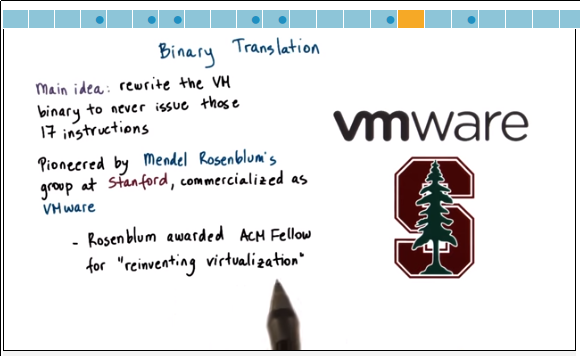 Binary Translation
Main idea: rewrite the VM
binary to never issue those
17 instructions
Pioneered by Mendel Rosenblum's
group at Stanford, commercialized as
VMware
- Rosenblum awarded ACM Fellow
for "reinventing virtualization"
vmware
S